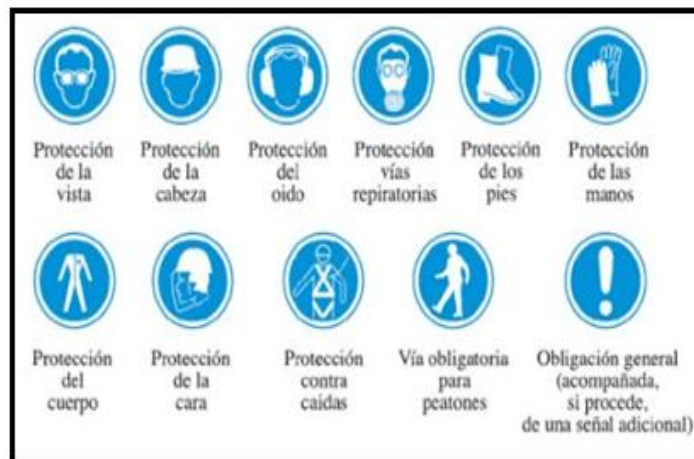 Protección
de la
vista
Protección
de la
cabeza
Protección
del
oido
Protección
vías
repiratorias
Protección
de los
pies
Protección
de las
manos
Protección
del
cuerpo
Protección
de la
cara
Protección
contra
caídas
Vía obligatoria
para
peatones
Obligación general
(acompañada,
si procede,
de una señal adicional)